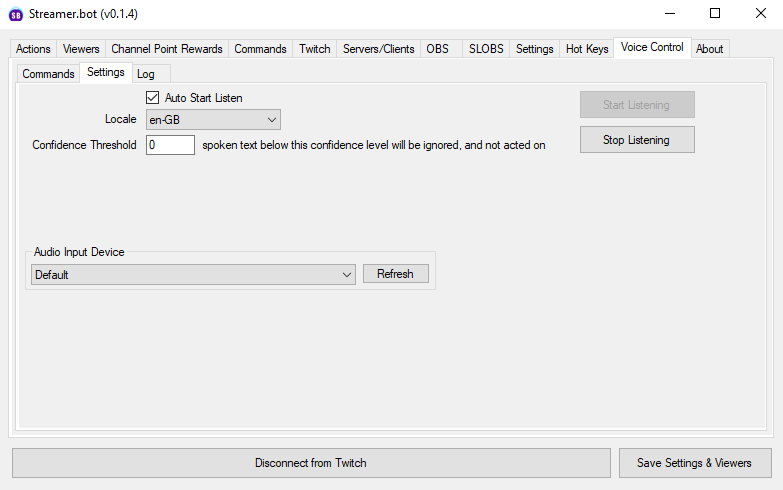 SB Streamer.bot (v0.1.4)
Actions Viewers Channel Point Rewards Commands Twitch Servers/Clients OBS SLOBS Settings Hot Keys Voice Control About
Commands Settings Log
Auto Start Listen
Start Listening
Locale en-GB
Confidence Threshold 0 spoken text below this confidence level will be ignored, and not acted on
Stop Listening
Audio Input Device
Default Refresh
Disconnect from Twitch Save Settings & Viewers